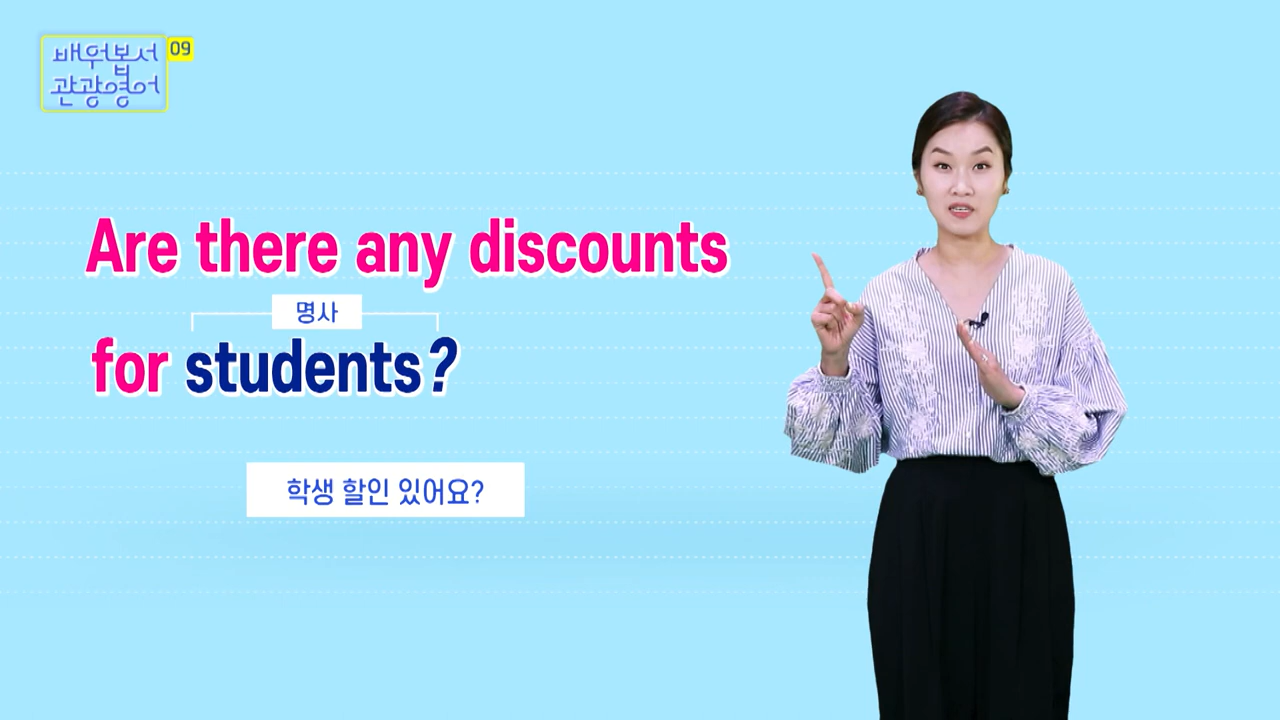 배워봅서 09
관광영어
Are there any discounts
명사
for students?
학생 할인 있어요?